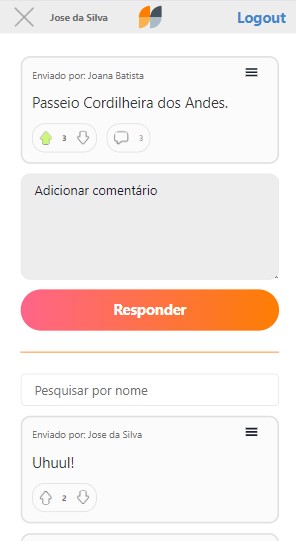 Jose da Silva
Logout
Enviado por: Joana Batista
Passeio Cordilheira dos Andes.
3 3
Adicionar comentário
Responder
Pesquisar por nome
Enviado por: Jose da Silva
Uhuul!
2